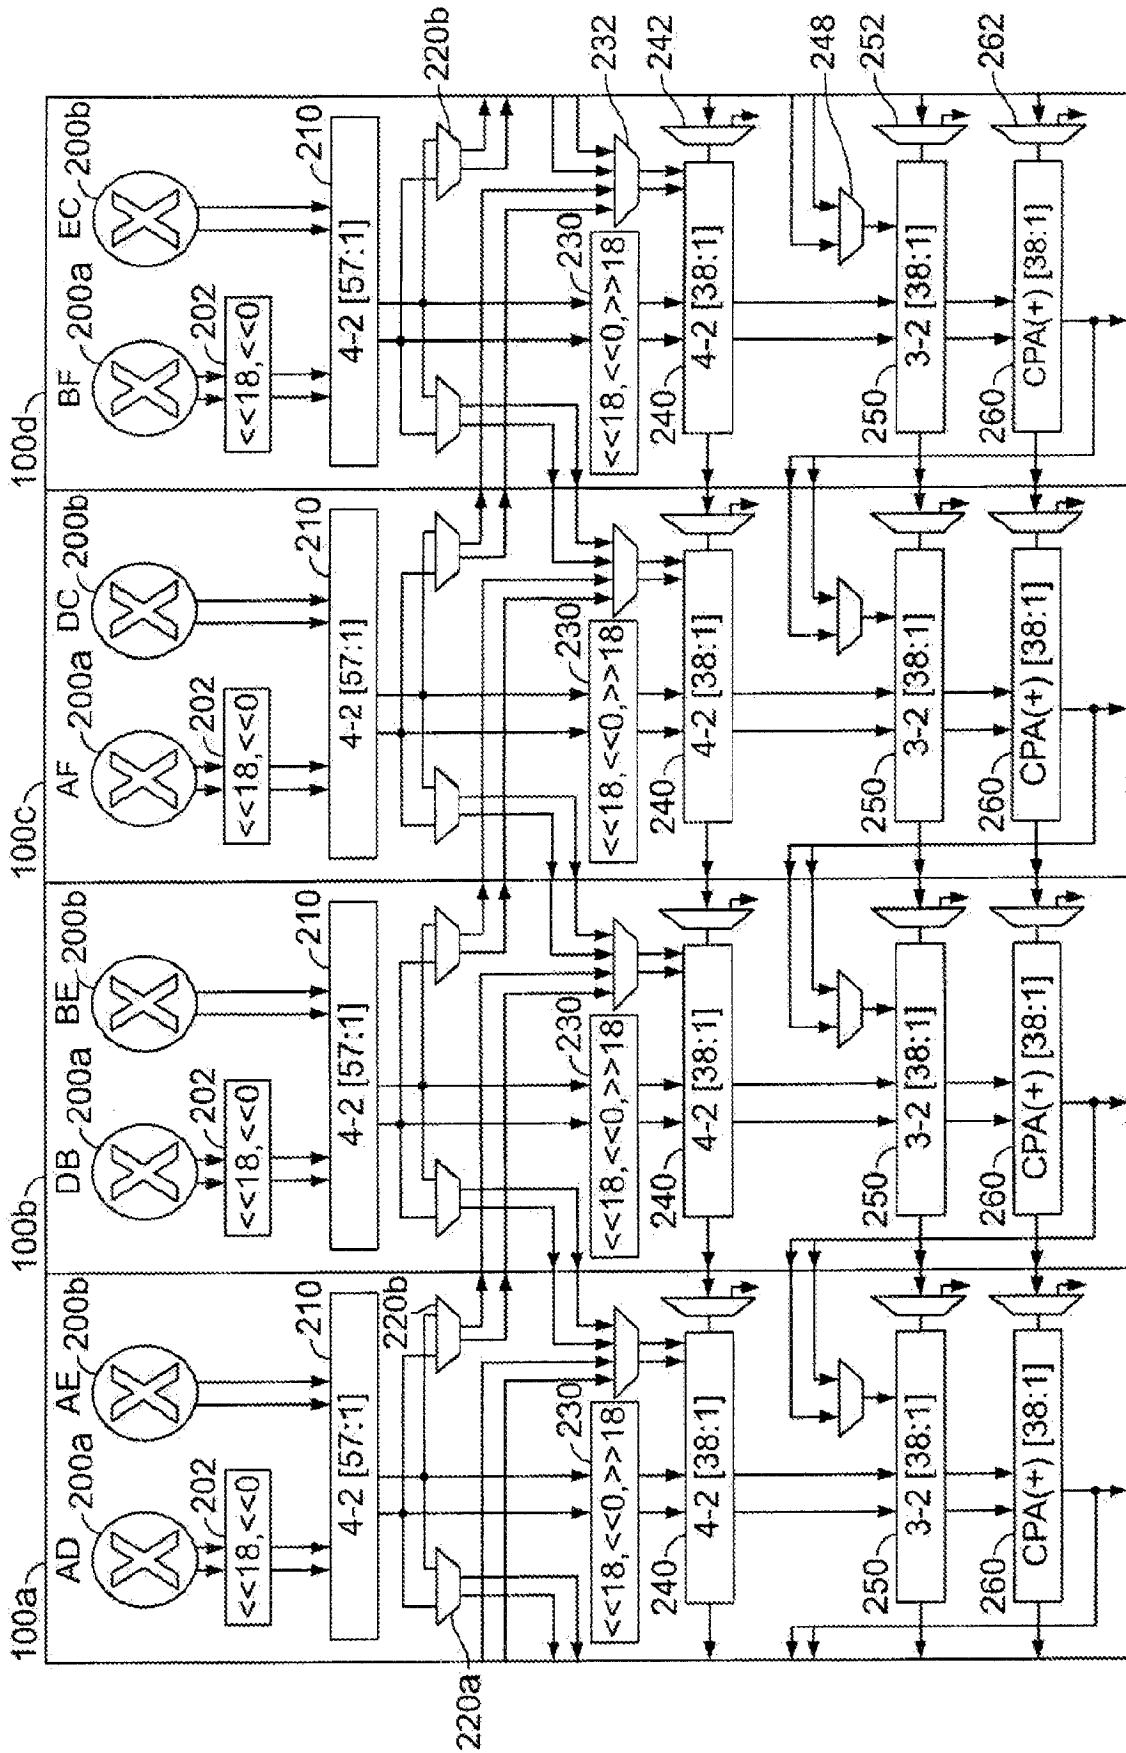 100a
100b
100c
100d
AD
200a
AE
200b
DB
200a
BE
200b
AF
200a
DC
200b
BF
200a
EC
200b
202
<<18,<<0
202
<<18,<<0
202
<<18,<<0
202
<<18,<<0
210
4-2 [57:1]
210
4-2 [57:1]
210
4-2 [57:1]
210
4-2 [57:1]
220a
220b
220b
230
<<18,<<0,>>18
230
<<18,<<0,>>18
230
<<18,<<0,>>18
230
<<18,<<0,>>18
232
240
4-2 [38:1]
240
4-2 [38:1]
240
4-2 [38:1]
240
4-2 [38:1]
242
248
250
3-2 [38:1]
250
3-2 [38:1]
250
3-2 [38:1]
250
3-2 [38:1]
252
260
CPA(+) [38:1]
260
CPA(+) [38:1]
260
CPA(+) [38:1]
260
CPA(+) [38:1]
262